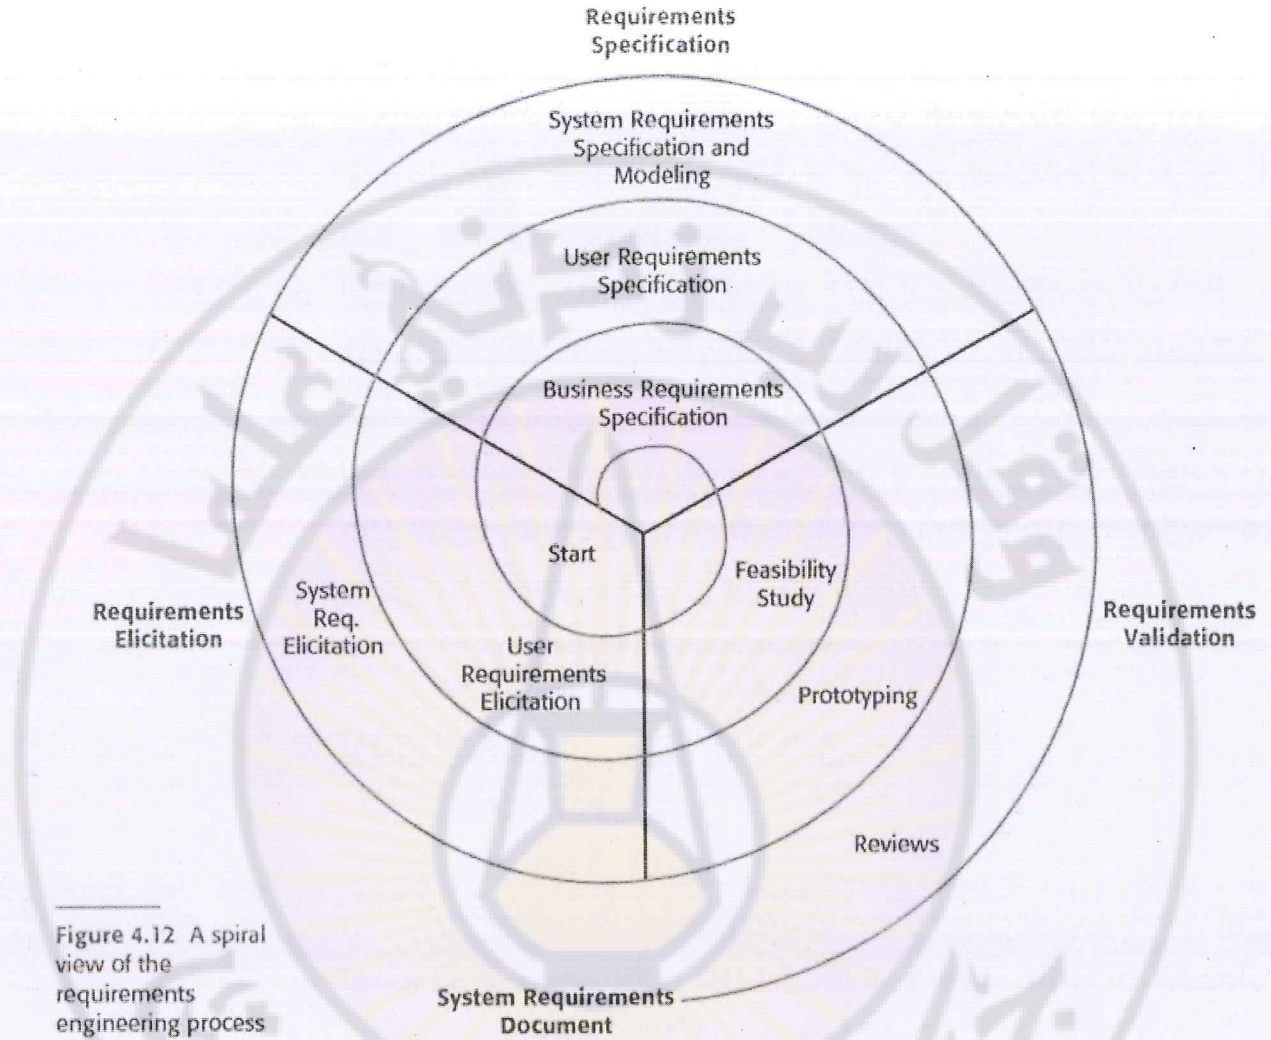 Requirements
Specification
System Requirements
Specification and
Modeling
User Requirements
Specification
Business Requirements
Specification
Start
Feasibility
Study
System
Req.
Elicitation
Requirements
Elicitation
Requirements
Validation
User
Requirements
Elicitation
Prototyping
Reviews
Figure 4.12 A spiral
view of the
requirements
engineering process
System Requirements
Document